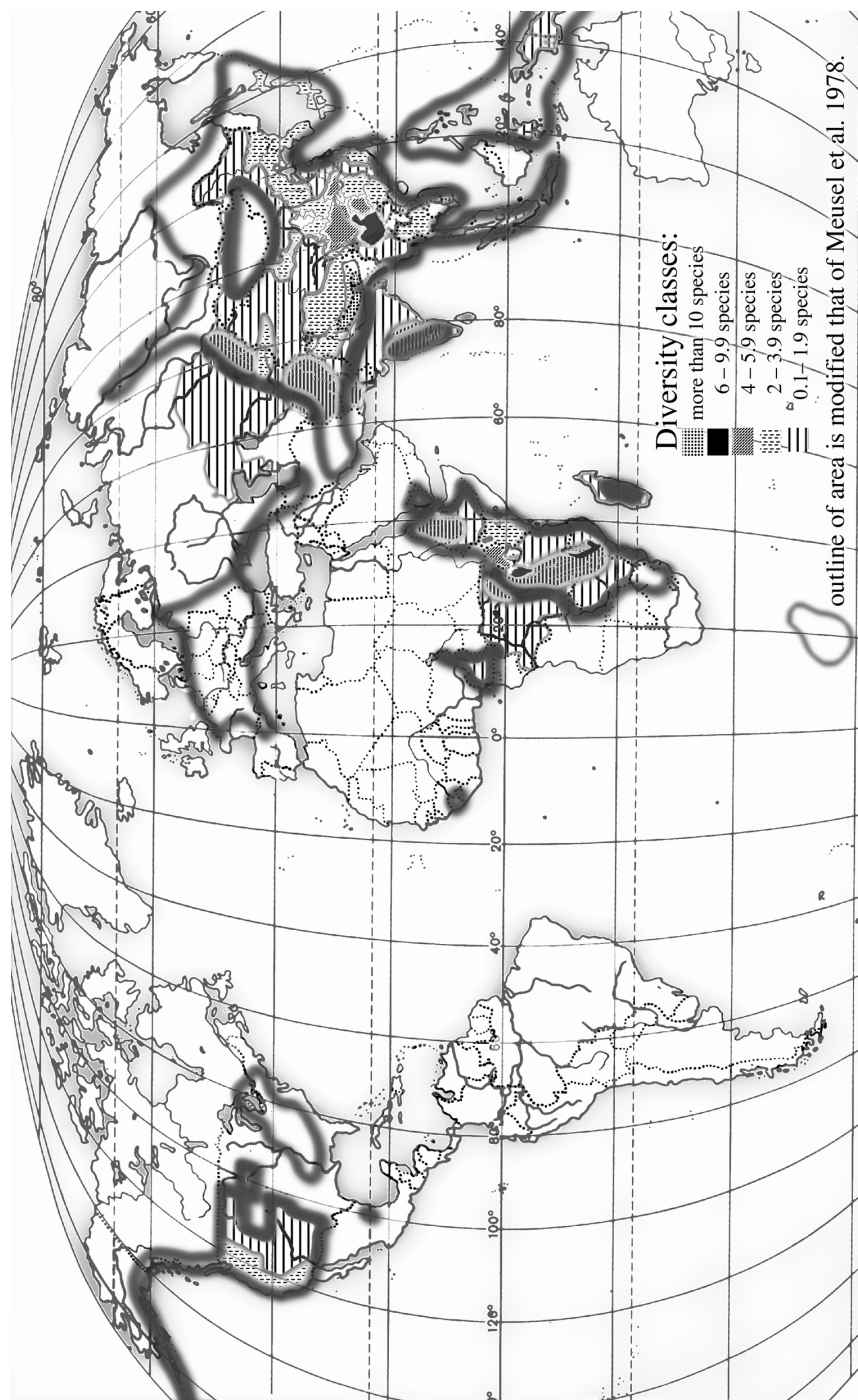 Diversity classes:
more than 10 species
6 – 9.9 species
4 – 5.9 species
2 – 3.9 species
0.1–1.9 species
outline of area is modified that of Meusel et al. 1978.
80°
140°
80°
60°
0°
20°
40°
80°
100°
120°